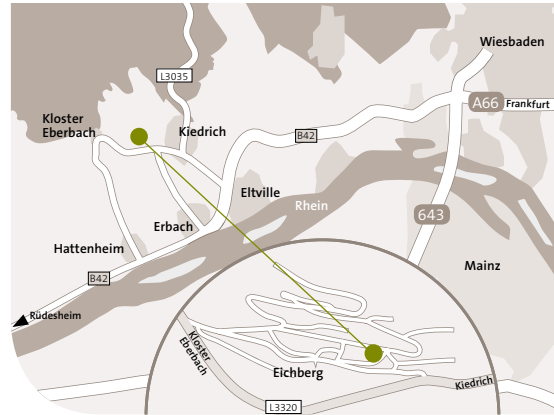 Wiesbaden
L3035
A66
Frankfurt
Kloster
Eberbach
Kiedrich
B42
Eltville
Rhein
643
Erbach
Hattenheim
Mainz
B42
Rüdesheim
Kloster
Eberbach
Eichberg
Kiedrich
L3320